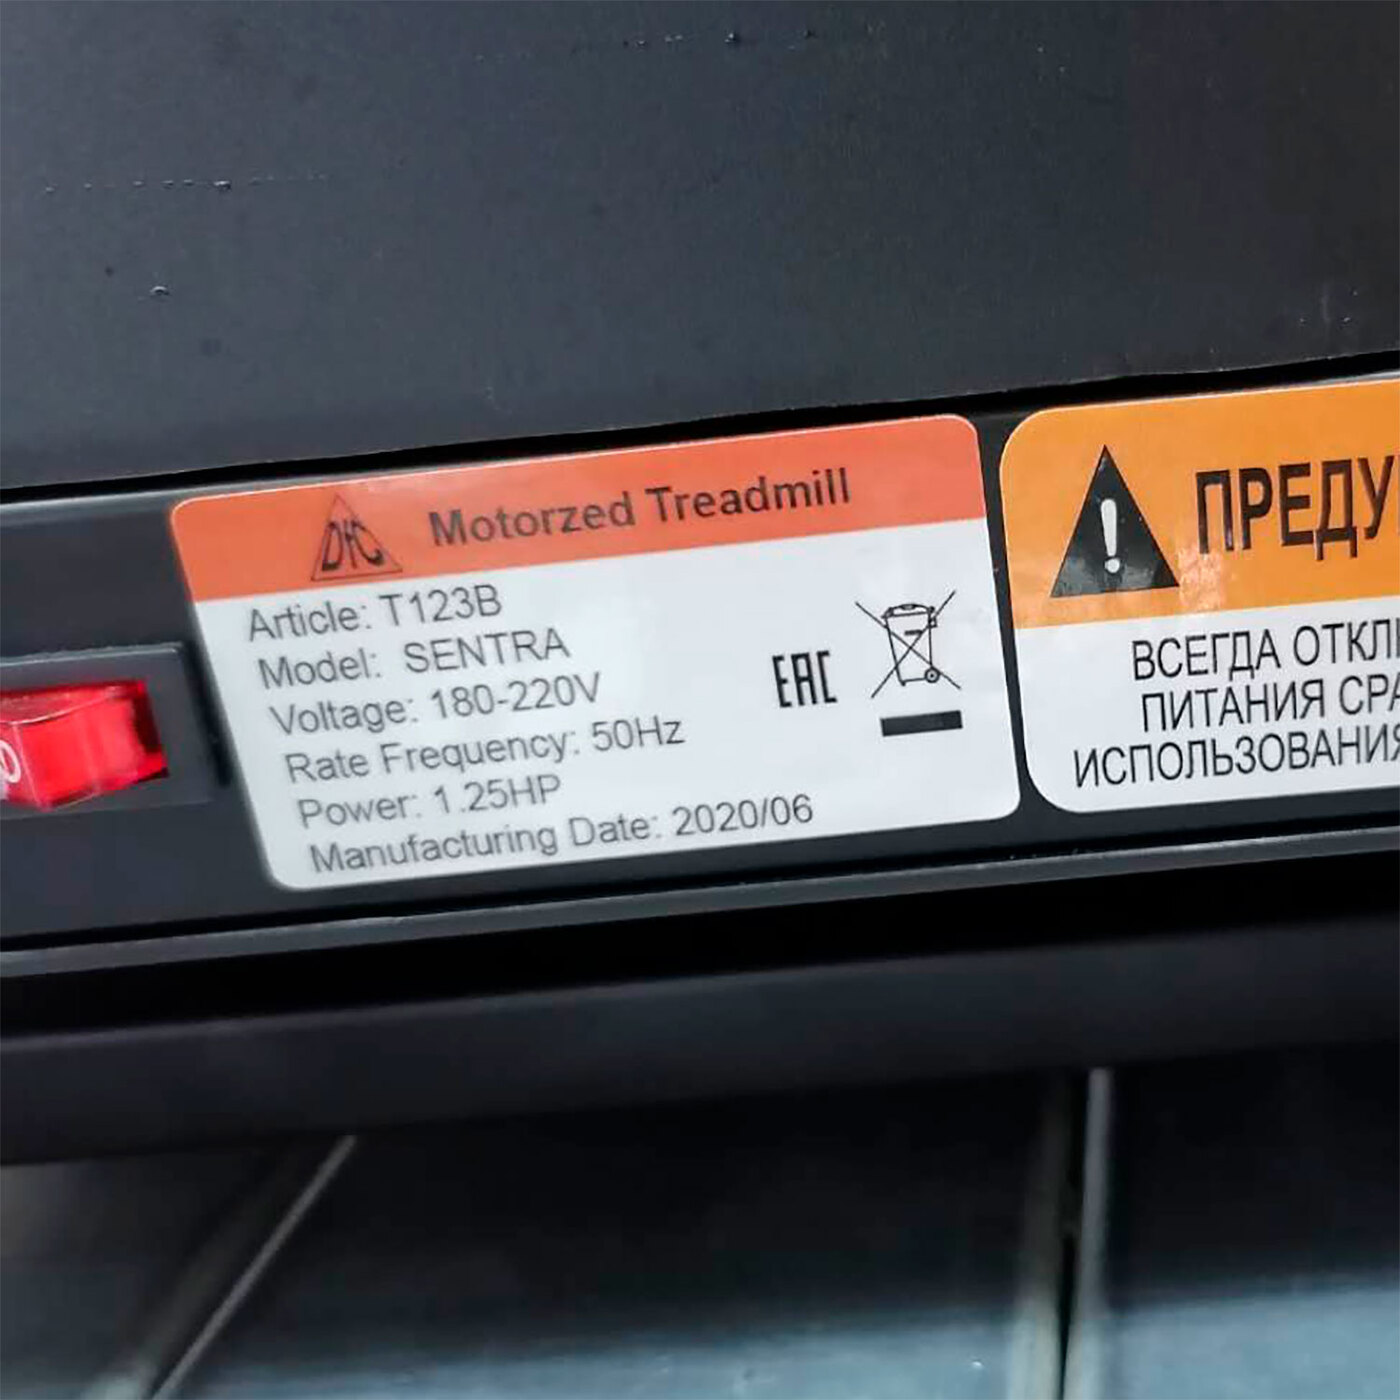 DFC Motorzed Treadmill
Article: T123B
Model: SENTRA
Voltage: 180-220V
Rate Frequency: 50Hz
Power: 1.25HP
Manufacturing Date: 2020/06
EAC
ПРЕДУ
ВСЕГДА ОТКЛ
ПИТАНИЯ СРА
ИСПОЛЬЗОВАНИЯ